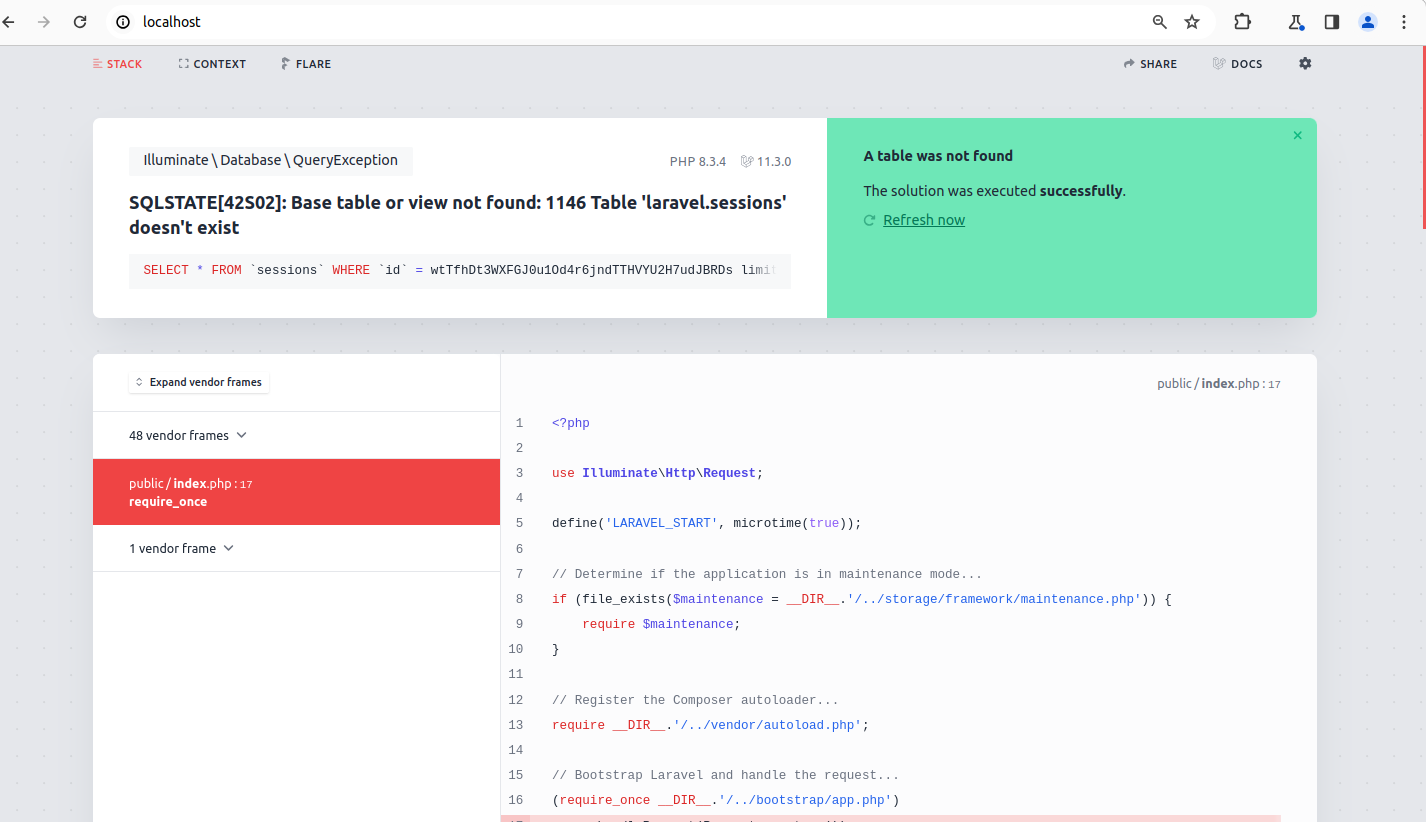 localhost
STACK CONTEXT FLARE SHARE DOCS
Illuminate\Database\QueryException PHP 8.3.4 11.3.0
SQLSTATE[42S02]: Base table or view not found: 1146 Table 'laravel.sessions'
doesn't exist
SELECT * FROM `sessions` WHERE `id` = wtTfhDt3WXFGJ0u1Od4r6jndTTHVYU2H7udJBRDs limit
A table was not found
The solution was executed successfully.
Refresh now
Expand vendor frames
48 vendor frames
public/index.php:17
require_once
1 vendor frame
public/index.php:17
1 <?php
2
3 use Illuminate\Http\Request;
4
5 define('LARAVEL_START', microtime(true));
6
7 // Determine if the application is in maintenance mode...
8 if (file_exists($maintenance = __DIR__.'/../storage/framework/maintenance.php')) {
9 require $maintenance;
10 }
11
12 // Register the Composer autoloader...
13 require __DIR__.'/../vendor/autoload.php';
14
15 // Bootstrap Laravel and handle the request...
16 (require_once __DIR__.'/../bootstrap/app.php')